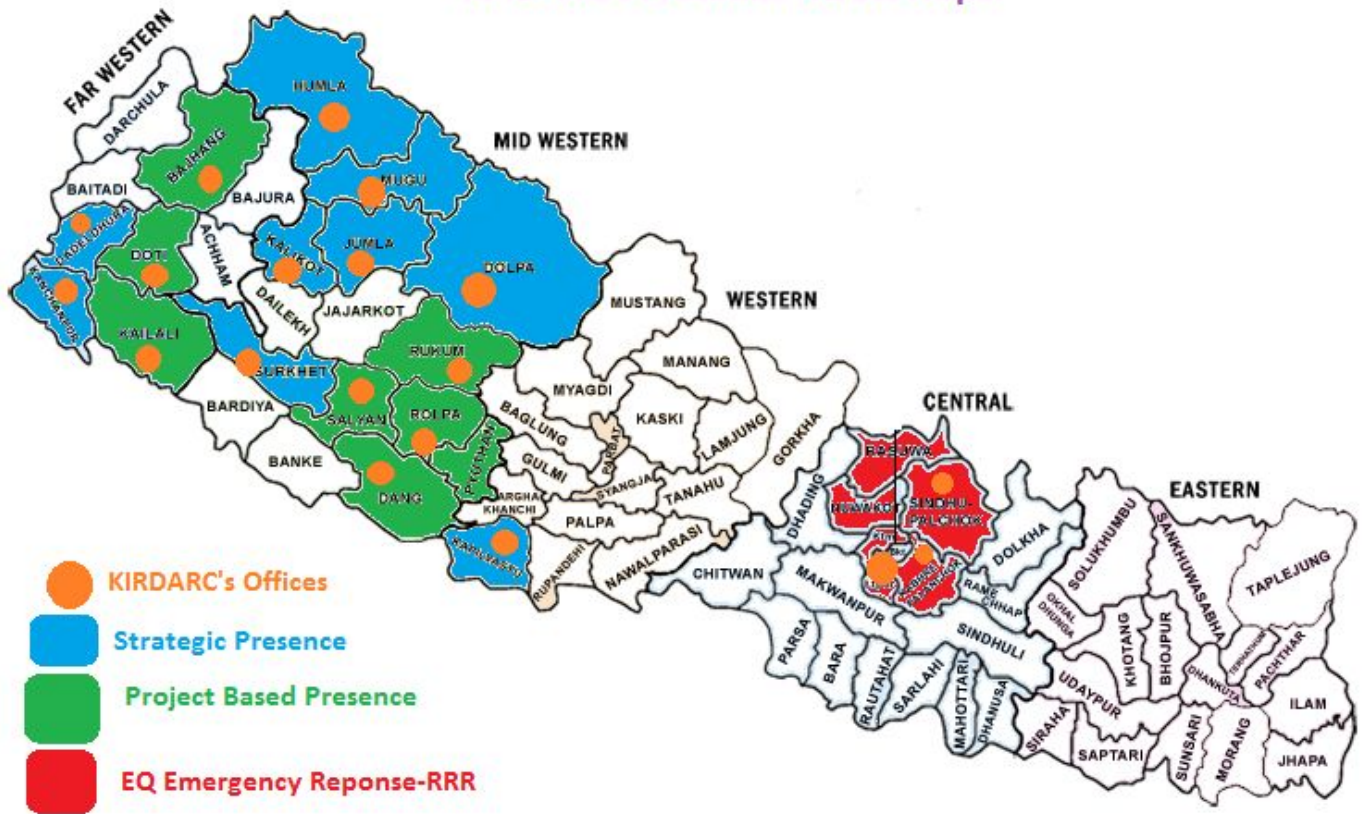 FAR WESTERN
DARCHULA
BAJHANG
HUMLA
MID WESTERN
BAITADI
BAJURA
MUGU
DADELDHURA
DOTI
ACHHAM
KALIKOT
JUMLA
DOLPA
KANCHANPUR
KAILALI
DAILEKH
JAJARKOT
MUSTANG
WESTERN
SURKHET
RUKUM
MANANG
BARDIYA
SALYAN
ROLPA
MYAGDI
BAGLUNG
KASKI
LAMJUNG
GORKHA
CENTRAL
BANKE
PYUTHAN
GULMI
PARBAT
RASUWA
DANG
ARGHA
KHANCHI
SYANGJA
TANAHU
DHADING
SINDHU-
PALCHOK
EASTERN
PALPA
KAPILVASTU
RUPANDEHI
NAWALPARASI
CHITWAN
MAKWANPUR
DOLKHA
RAME
CHHAP
SOLUKHUMBU
SANKHUWASABHA
TAPLEJUNG
OKHAL
DHUNGA
KHOTANG
BHOJPUR
PACHTHAR
DHANKUTA
PARSA
BARA
RAUTAHAT
SARLAHI
MAHOTTARI
DHANUSA
SINDHULI
UDAYPUR
SIRAHA
SAPTARI
SUNSARI
MORANG
ILAM
JHAPA
KIRDARC's Offices
Strategic Presence
Project Based Presence
EQ Emergency Reponse-RRR